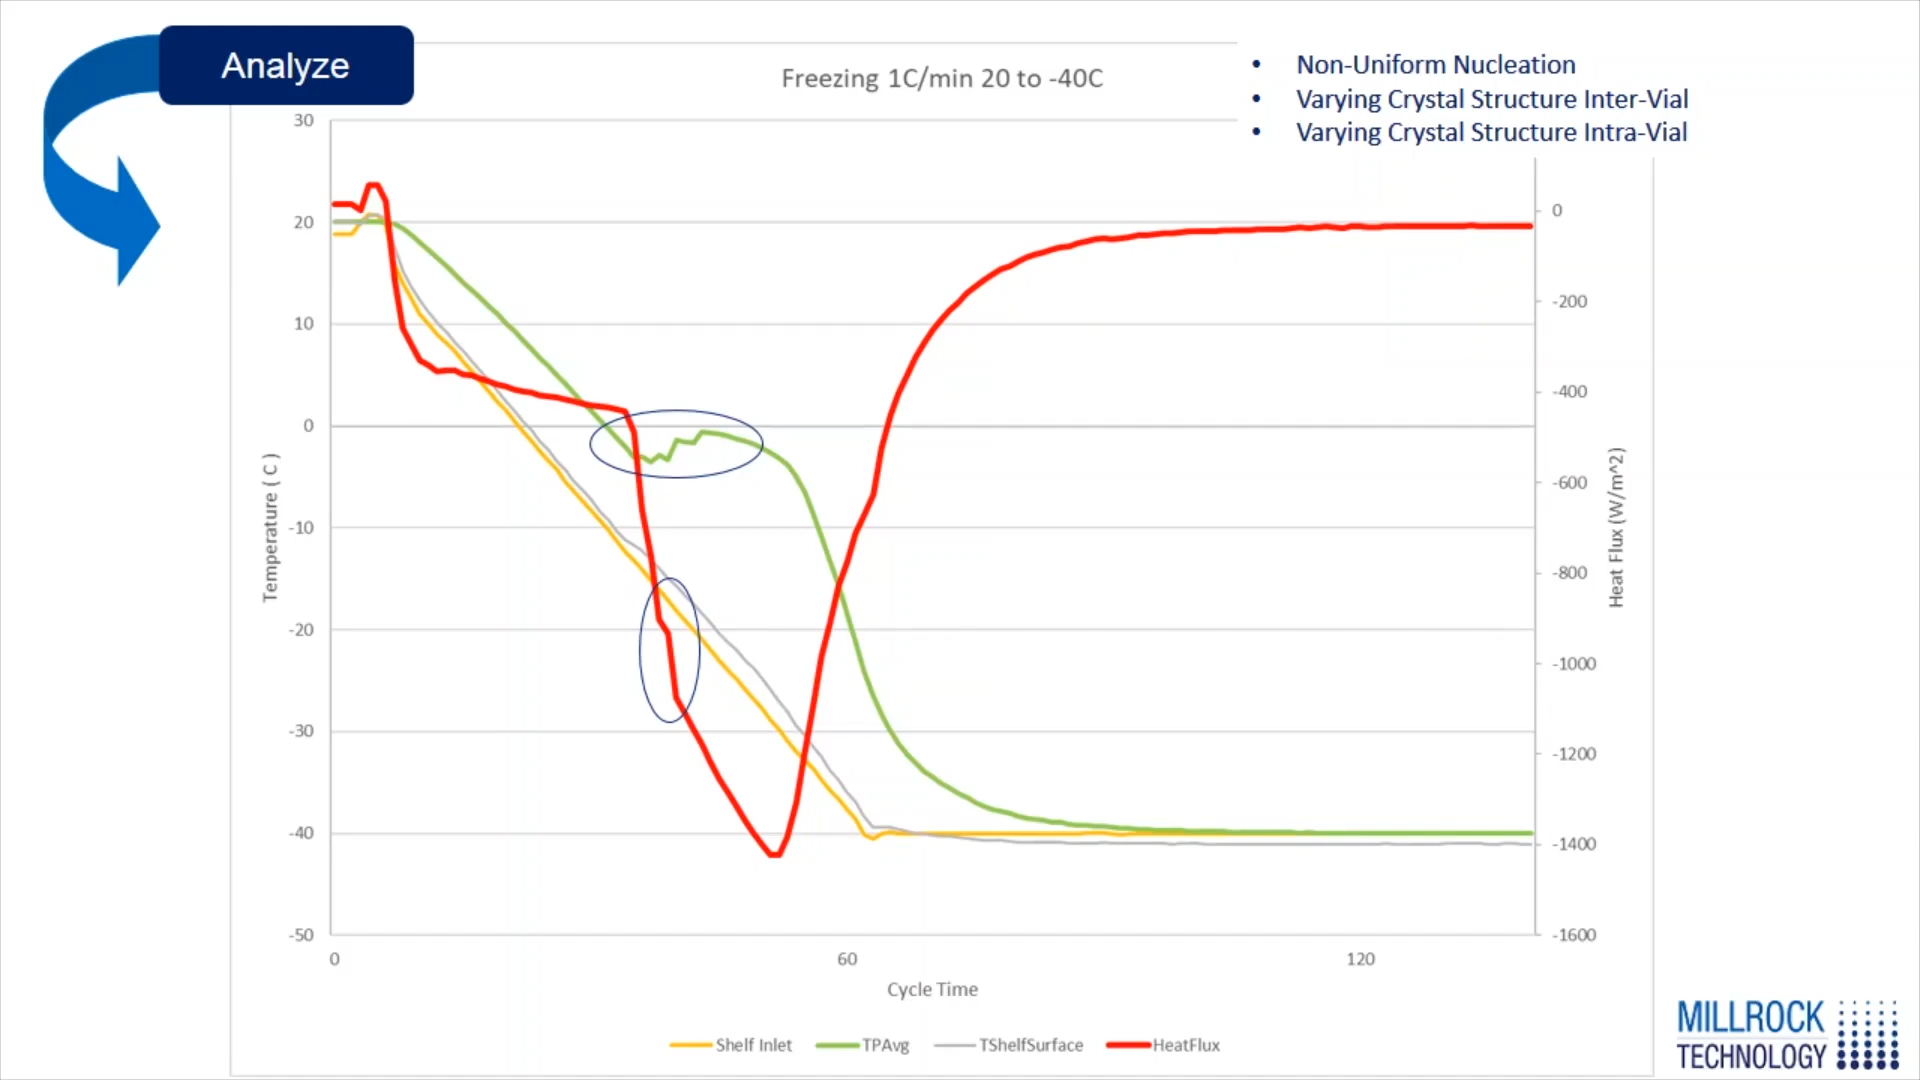 Analyze
Freezing 1C/min 20 to -40C
• Non-Uniform Nucleation
• Varying Crystal Structure Inter-Vial
• Varying Crystal Structure Intra-Vial
30
20
10
0
-10
-20
-30
-40
-50
Temperature ( C )
0
-200
-400
-600
-800
-1000
-1200
-1400
-1600
Heat Flux (W/m^2)
0 60 120
Cycle Time
Shelf Inlet TPAvg TShelfSurface HeatFlux
MILLROCK
TECHNOLOGY